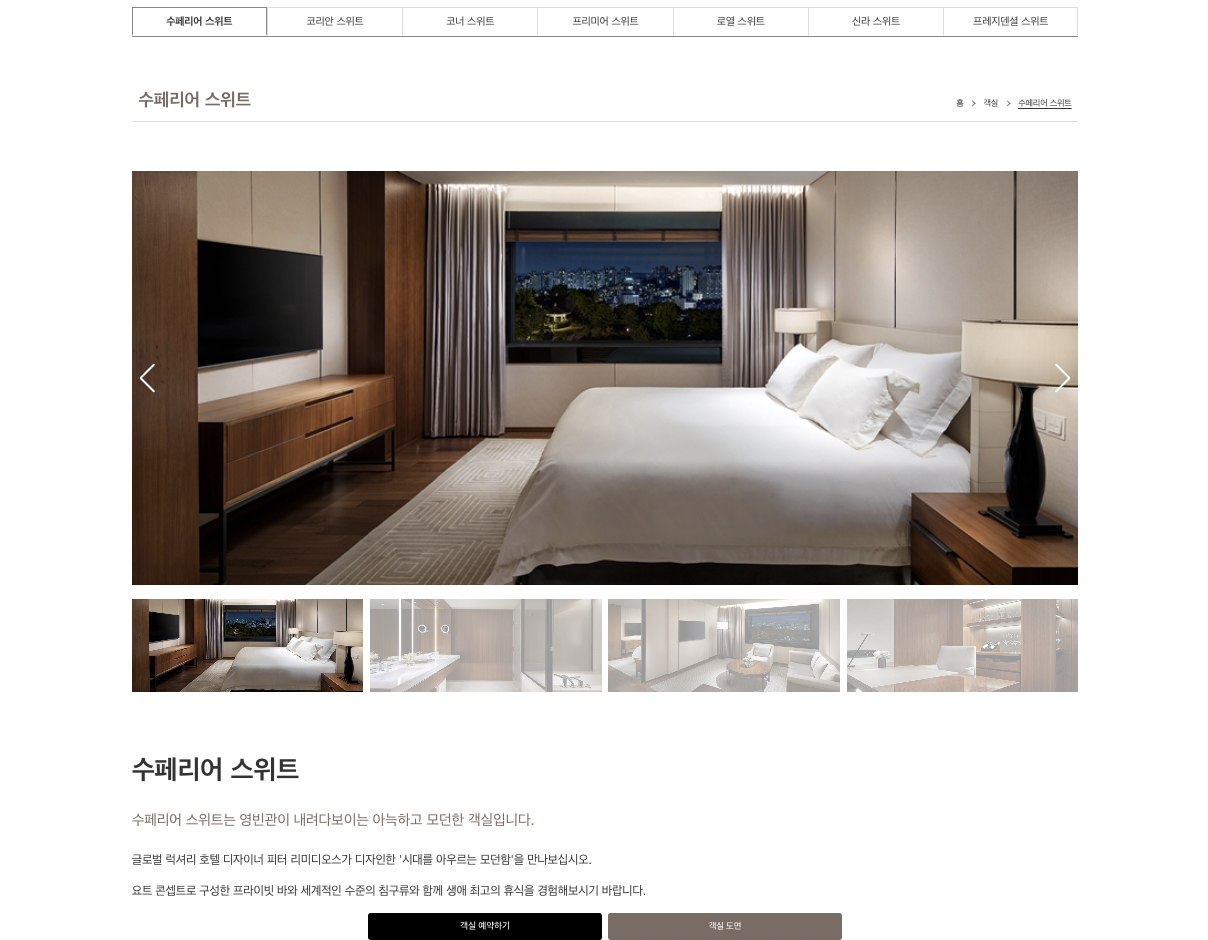 수페리어 스위트 코리안 스위트 코너 스위트 프리미어 스위트 로열 스위트 신라 스위트 프레지덴셜 스위트
수페리어 스위트
홈 > 객실 > 수페리어 스위트
수페리어 스위트
수페리어 스위트는 영빈관이 내려다보이는 아늑하고 모던한 객실입니다.
글로벌 럭셔리 호텔 디자이너 피터 리미디오스가 디자인한 '시대를 아우르는 모던함'을 만나보십시오.
요트 콘셉트로 구성한 프라이빗 바와 세계적인 수준의 침구류와 함께 생애 최고의 휴식을 경험해보시기 바랍니다.
객실 예약하기 객실 도면